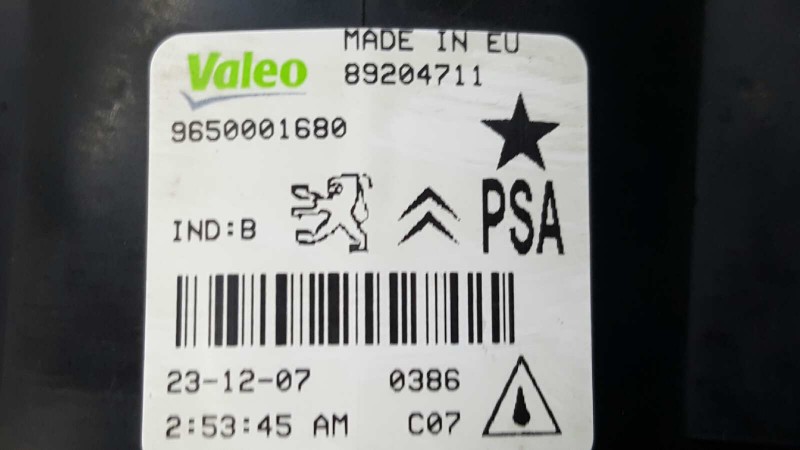 MADE IN EU
Valeo 89204711
9650001680
IND:B PSA
23-12-07 0386
2:53:45 AM C07